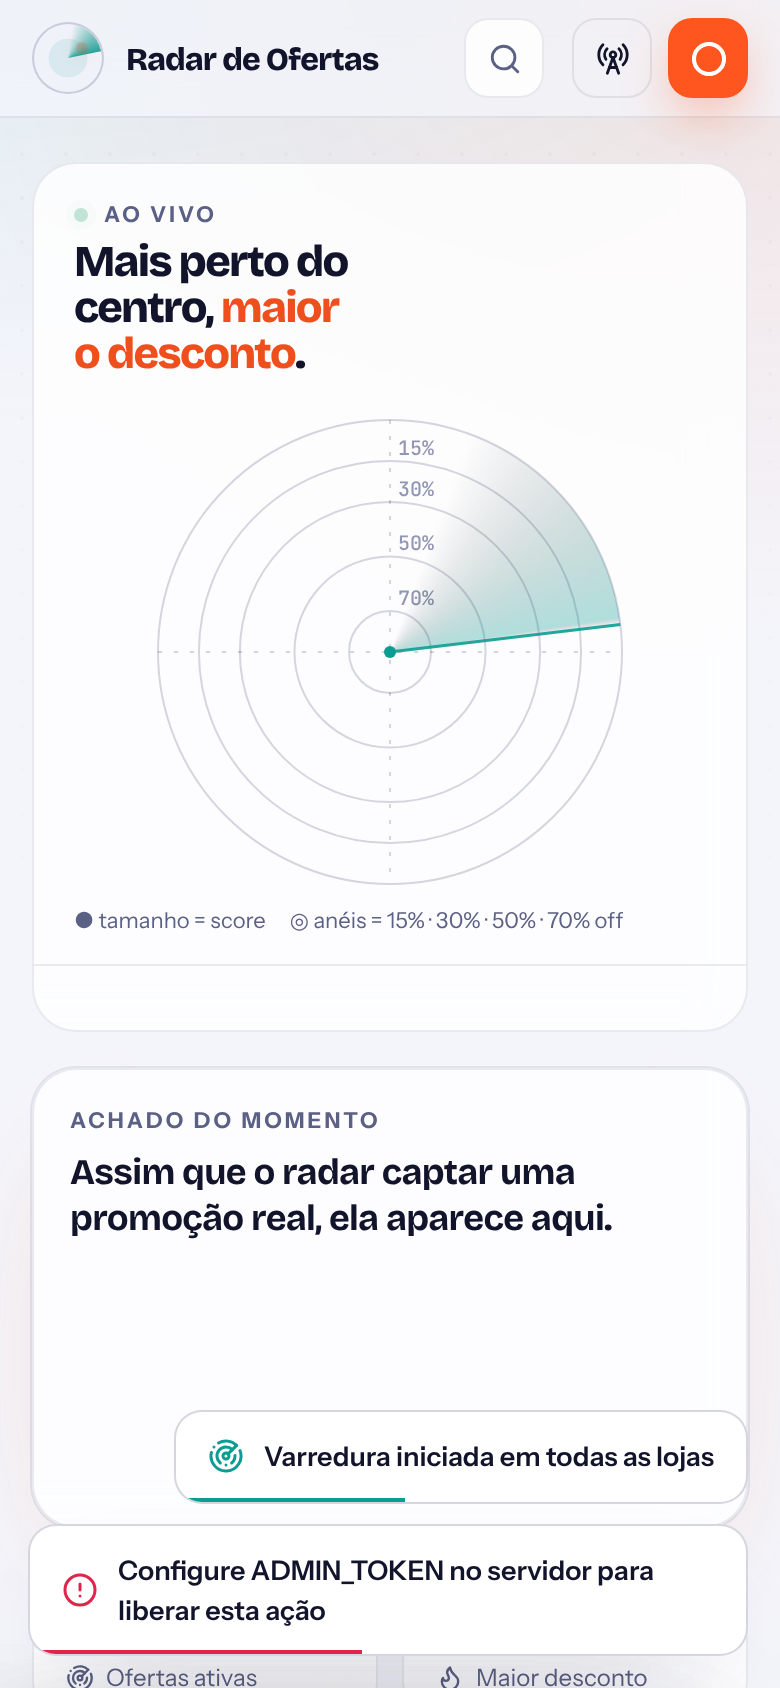 Radar de Ofertas
AO VIVO
Mais perto do
centro, maior
o desconto.
15%
30%
50%
70%
tamanho = score
anéis = 15% · 30% · 50% · 70% off
ACHADO DO MOMENTO
Assim que o radar captar uma
promoção real, ela aparece aqui.
Varredura iniciada em todas as lojas
Configure ADMIN_TOKEN no servidor para
liberar esta ação
Ofertas ativas
Maior desconto